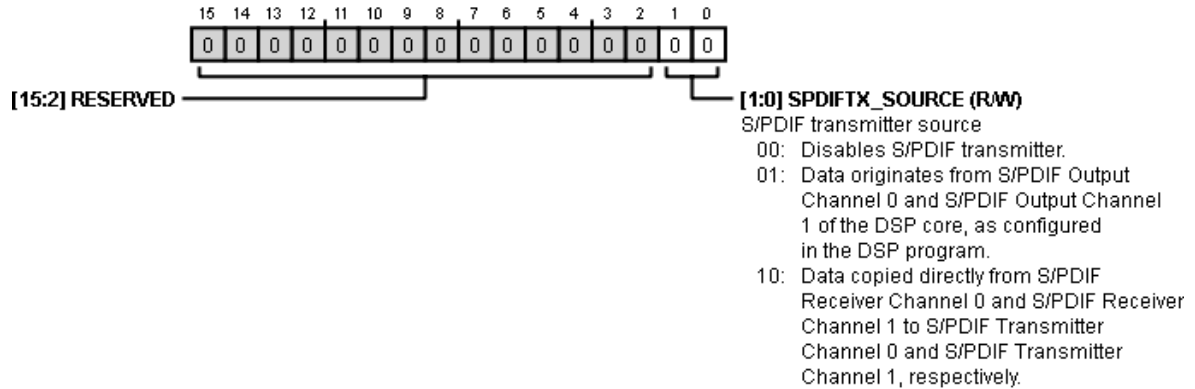 15 14 13 12 11 10 9 8 7 6 5 4 3 2 1 0
0 0 0 0 0 0 0 0 0 0 0 0 0 0 0 0
[15:2] RESERVED
[1:0] SPDIFTX_SOURCE (R/W)
S/PDIF transmitter source
00: Disables S/PDIF transmitter.
01: Data originates from S/PDIF Output
Channel 0 and S/PDIF Output Channel
1 of the DSP core, as configured
in the DSP program.
10: Data copied directly from S/PDIF
Receiver Channel 0 and S/PDIF Receiver
Channel 1 to S/PDIF Transmitter
Channel 0 and S/PDIF Transmitter
Channel 1, respectively.